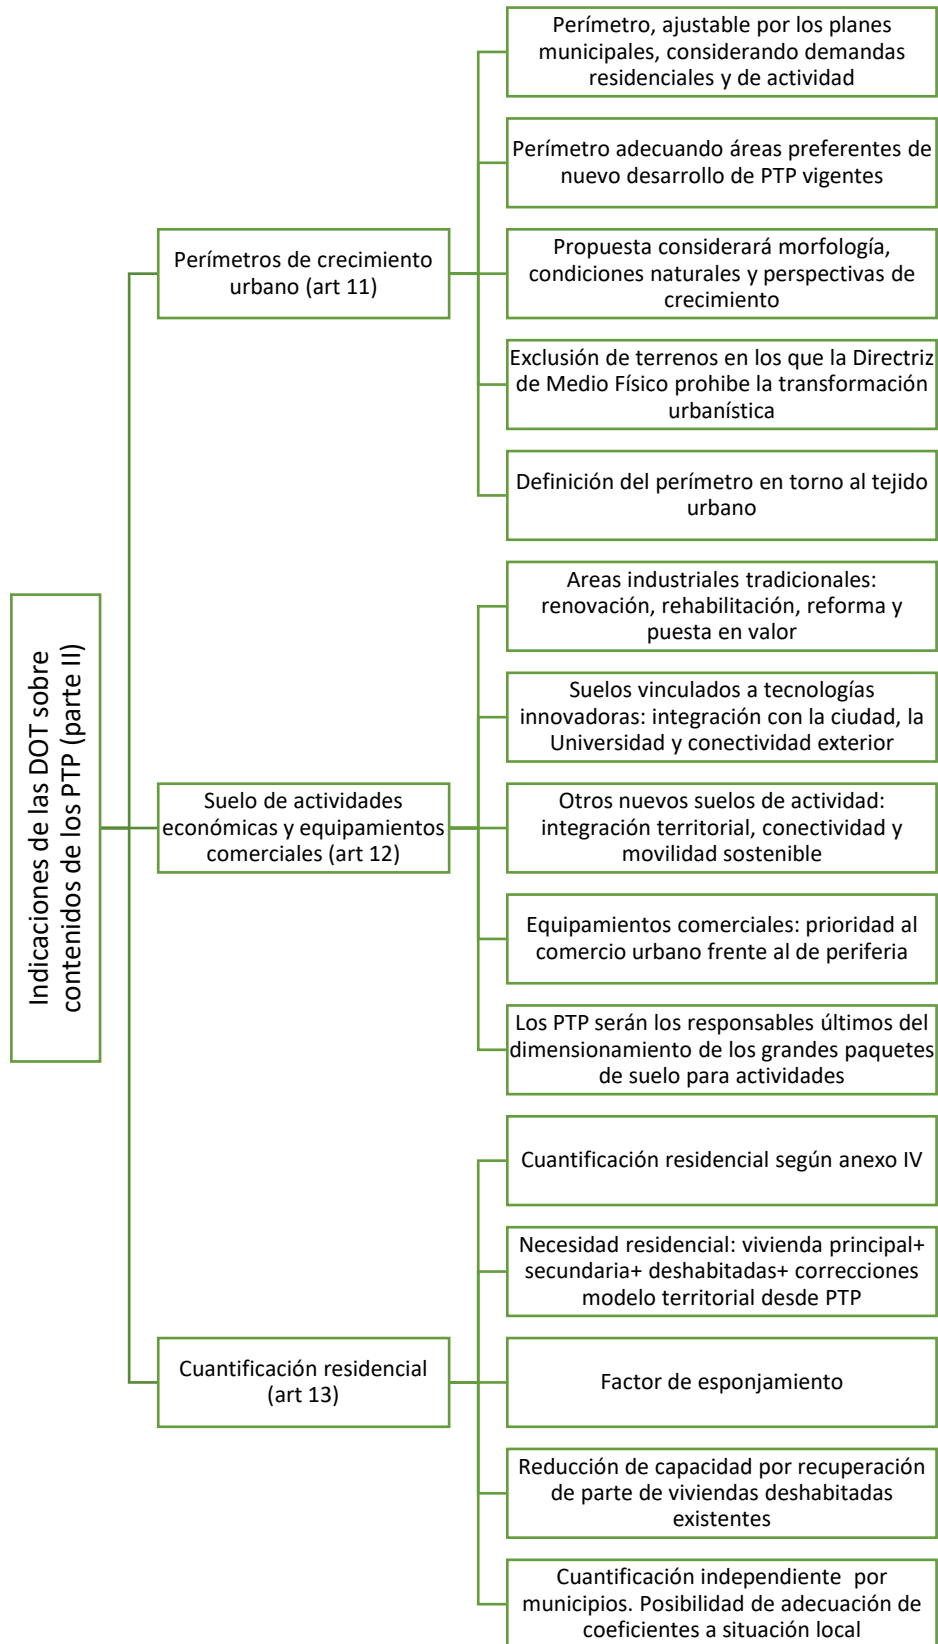 Indicaciones de las DOT sobre
contenidos de los PTP (parte II)
Perímetros de crecimiento
urbano (art 11)
Perímetro, ajustable por los planes
municipales, considerando demandas
residenciales y de actividad
Perímetro adecuando áreas preferentes de
nuevo desarrollo de PTP vigentes
Propuesta considerará morfología,
condiciones naturales y perspectivas de
crecimiento
Exclusión de terrenos en los que la Directriz
de Medio Físico prohibe la transformación
urbanística
Definición del perímetro en torno al tejido
urbano
Suelo de actividades
económicas y equipamientos
comerciales (art 12)
Areas industriales tradicionales:
renovación, rehabilitación, reforma y
puesta en valor
Suelos vinculados a tecnologías
innovadoras: integración con la ciudad, la
Universidad y conectividad exterior
Otros nuevos suelos de actividad:
integración territorial, conectividad y
movilidad sostenible
Equipamientos comerciales: prioridad al
comercio urbano frente al de periferia
Los PTP serán los responsables últimos del
dimensionamiento de los grandes paquetes
de suelo para actividades
Cuantificación residencial
(art 13)
Cuantificación residencial según anexo IV
Necesidad residencial: vivienda principal+
secundaria+ deshabitadas+ correcciones
modelo territorial desde PTP
Factor de esponjamiento
Reducción de capacidad por recuperación
de parte de viviendas deshabitadas
existentes
Cuantificación independiente por
municipios. Posibilidad de adecuación de
coeficientes a situación local